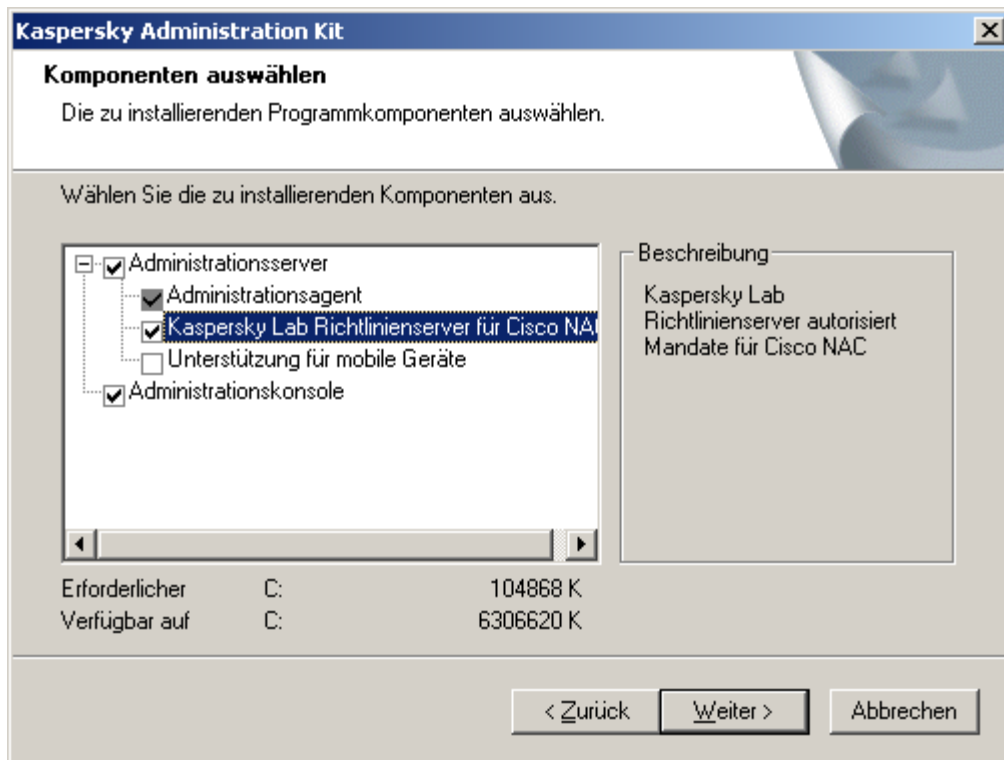 Kaspersky Administration Kit
Komponenten auswählen
Die zu installierenden Programmkomponenten auswählen.
Wählen Sie die zu installierenden Komponenten aus.
Administrationsserver
Administrationsagent
Kaspersky Lab Richtlinienserver für Cisco NA
Unterstützung für mobile Geräte
Administrationskonsole
Beschreibung
Kaspersky Lab
Richtlinienserver autorisiert
Mandate für Cisco NAC
Erforderlicher C: 104868 K
Verfügbar auf C: 6306620 K
< Zurück Weiter > Abbrechen